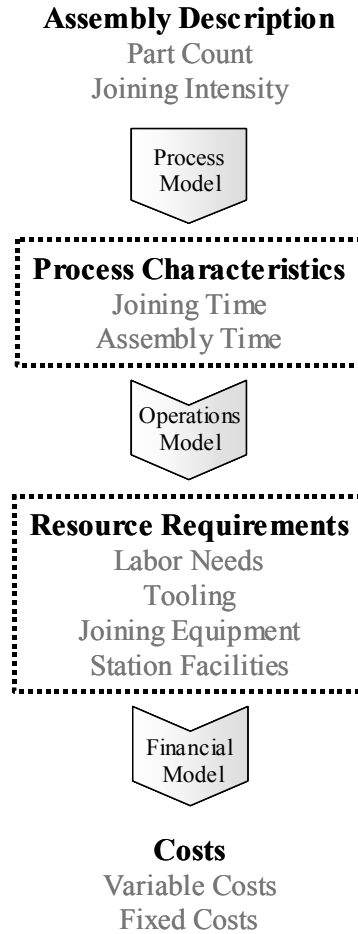 Assembly Description
Part Count
Joining Intensity
Process
Model
Process Characteristics
Joining Time
Assembly Time
Operations
Model
Resource Requirements
Labor Needs
Tooling
Joining Equipment
Station Facilities
Financial
Model
Costs
Variable Costs
Fixed Costs